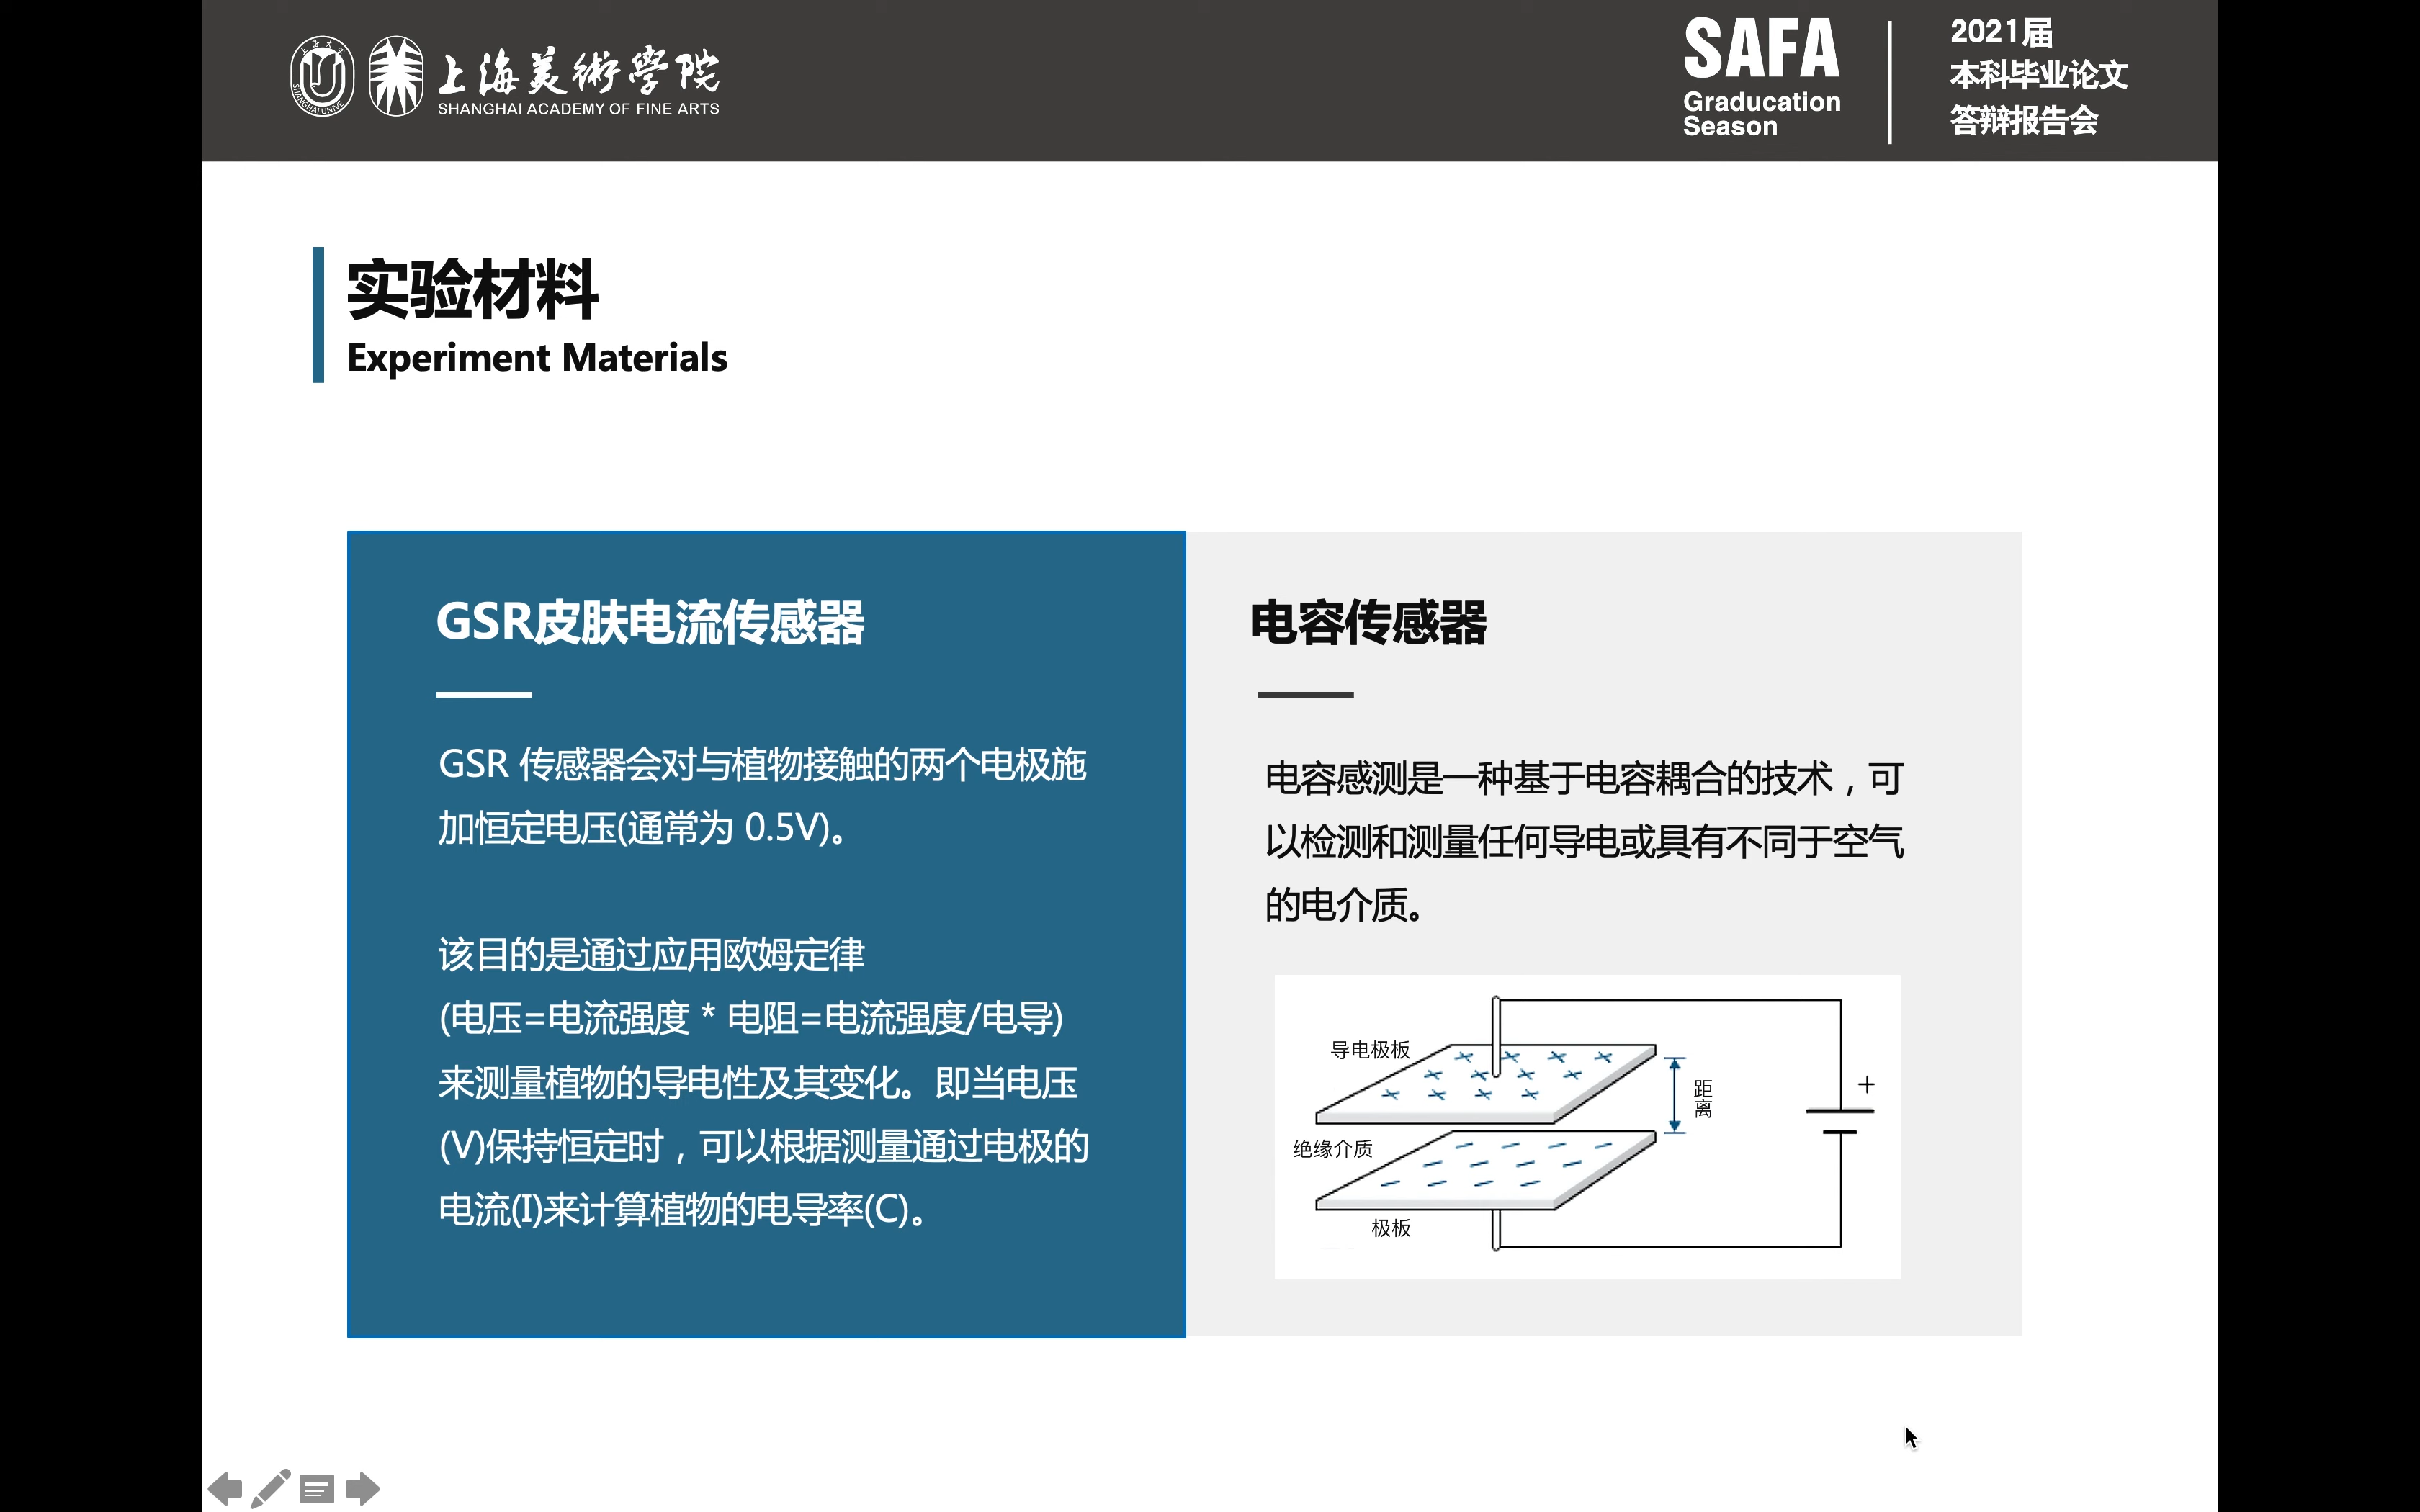 上海大学
SHANGHAI UNIVE
上海美術學院
SHANGHAI ACADEMY OF FINE ARTS
SAFA
Graducation
Season
2021届
本科毕业论文
答辩报告会
实验材料
Experiment Materials
GSR皮肤电流传感器
GSR 传感器会对与植物接触的两个电极施
加恒定电压(通常为 0.5V)。
该目的是通过应用欧姆定律
(电压=电流强度 * 电阻=电流强度/电导)
来测量植物的导电性及其变化。即当电压
(V)保持恒定时，可以根据测量通过电极的
电流(I)来计算植物的电导率(C)。
电容传感器
电容感测是一种基于电容耦合的技术，可
以检测和测量任何导电或具有不同于空气
的电介质。
导电极板
距离
+
绝缘介质
极板